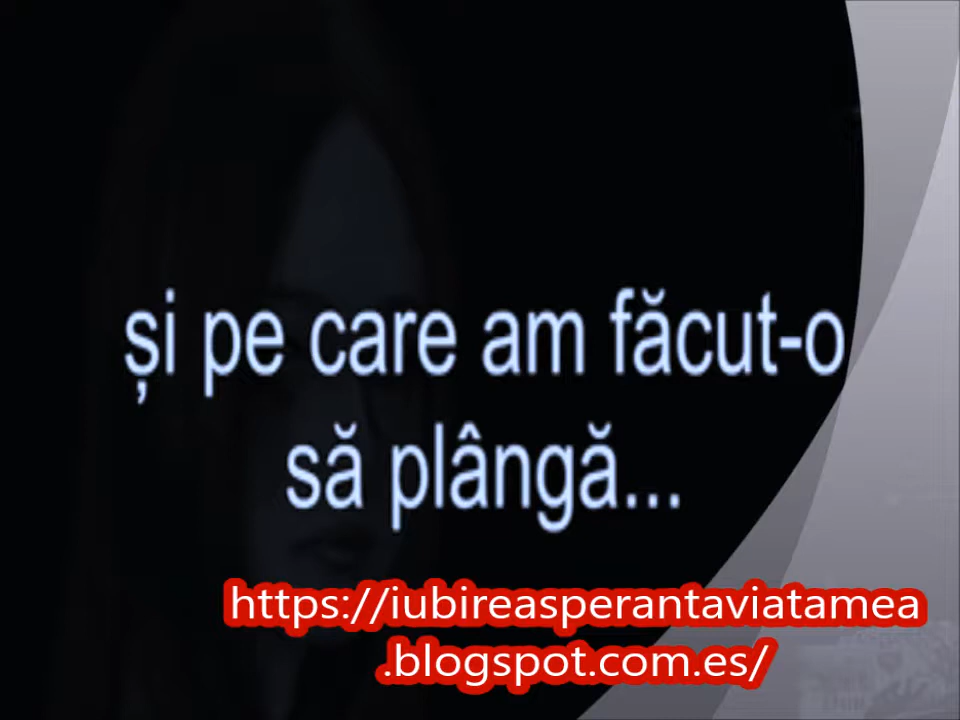 și pe care am făcut-o
să plângă...
https://iubireasperantaviatamea
.blogspot.com.es/